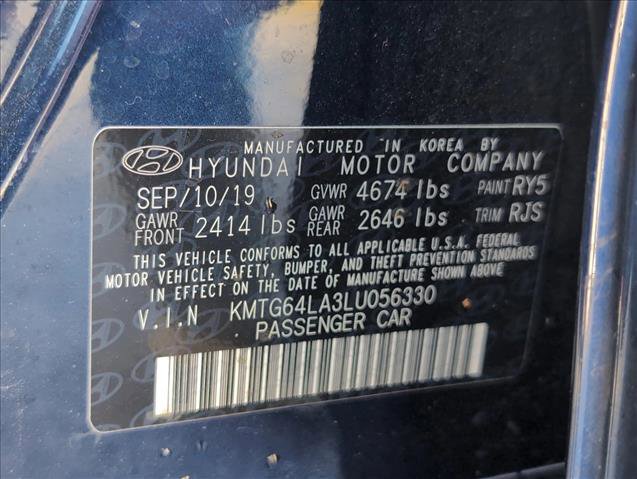 MANUFACTURED IN KOREA BY
HYUNDAI MOTOR COMPANY
SEP/10/19 GVWR 4674 lbs PAINT RY5
GAWR FRONT 2414 lbs GAWR REAR 2646 lbs TRIM RJS
THIS VEHICLE CONFORMS TO ALL APPLICABLE U.S.A. FEDERAL
MOTOR VEHICLE SAFETY, BUMPER, AND THEFT PREVENTION STANDARDS
IN EFFECT ON THE DATE OF MANUFACTURE SHOWN ABOVE
V.I.N KMTG64LA3LU056330
PASSENGER CAR